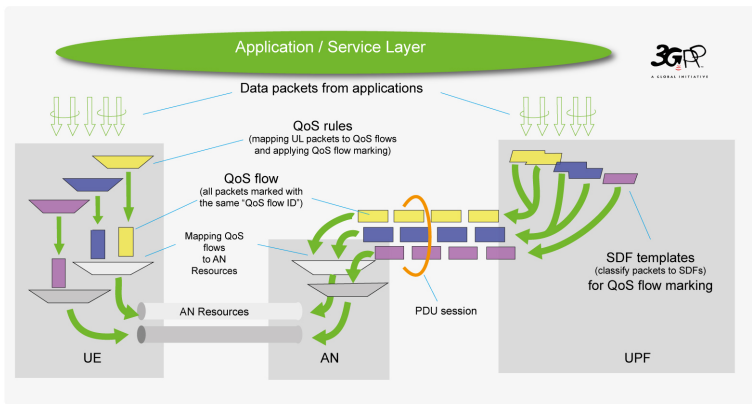 Application / Service Layer
3GPP™
A GLOBAL INITIATIVE
Data packets from applications
QoS rules
(mapping UL packets to QoS flows
and applying QoS flow marking)
QoS flow
(all packets marked with
the same “QoS flow ID”)
Mapping QoS
flows
to AN
Resources
SDF templates
(classify packets to SDFs)
for QoS flow marking
AN Resources
PDU session
UE
AN
UPF